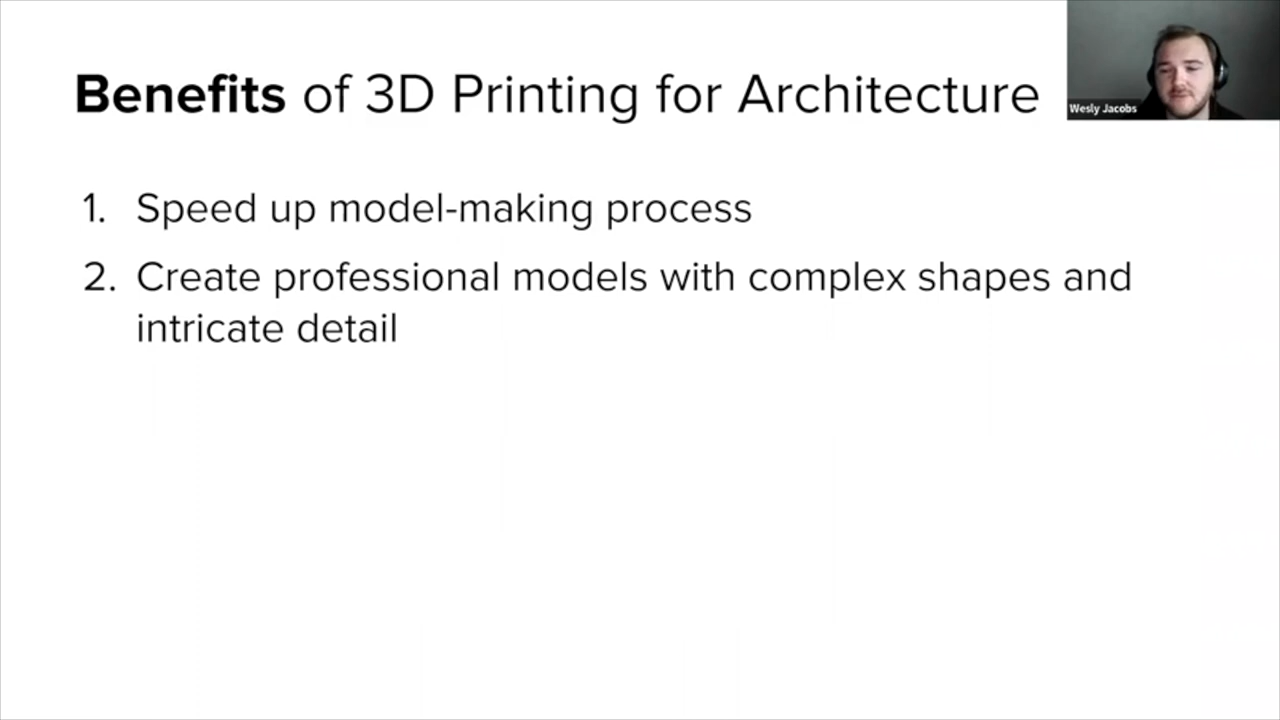 Benefits of 3D Printing for Architecture
Wesly Jacobs
1. Speed up model-making process
2. Create professional models with complex shapes and
intricate detail